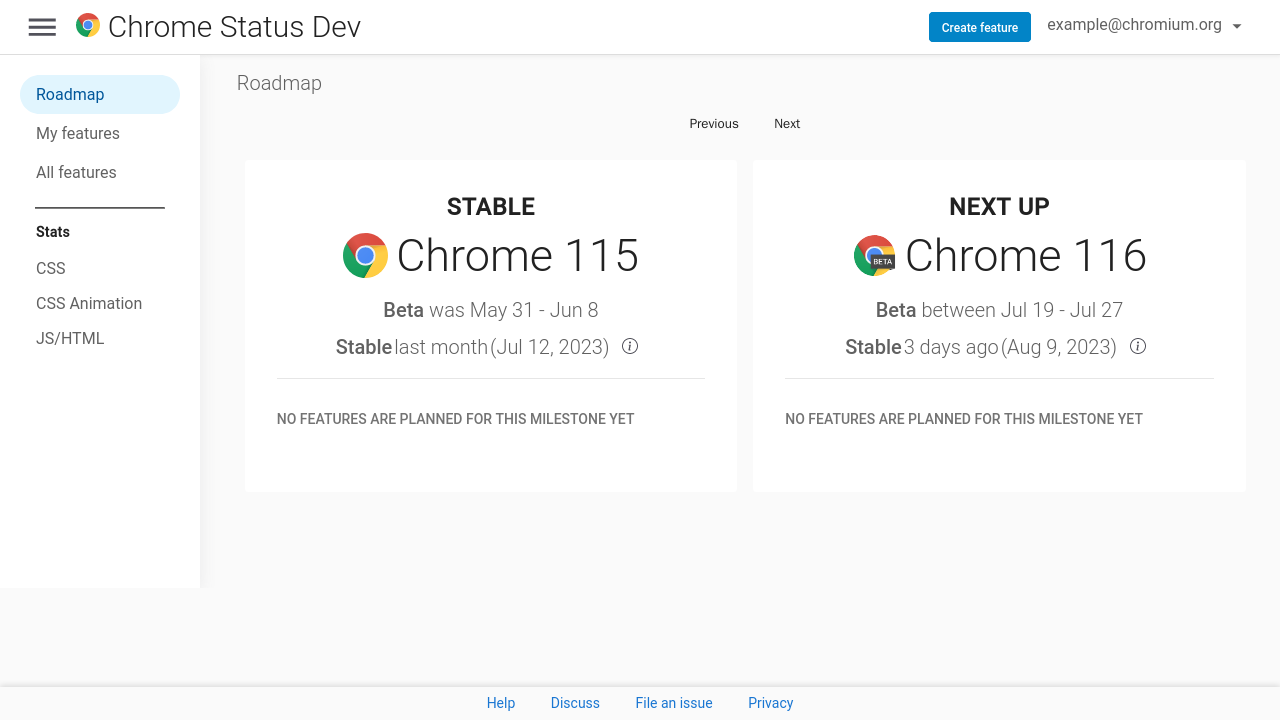 Chrome Status Dev
Create feature
example@chromium.org
Roadmap
My features
All features
Stats
CSS
CSS Animation
JS/HTML
Roadmap
Previous Next
STABLE
Chrome 115
Beta was May 31 - Jun 8
Stable last month (Jul 12, 2023)
NO FEATURES ARE PLANNED FOR THIS MILESTONE YET
NEXT UP
BETA
Chrome 116
Beta between Jul 19 - Jul 27
Stable 3 days ago (Aug 9, 2023)
NO FEATURES ARE PLANNED FOR THIS MILESTONE YET
Help Discuss File an issue Privacy